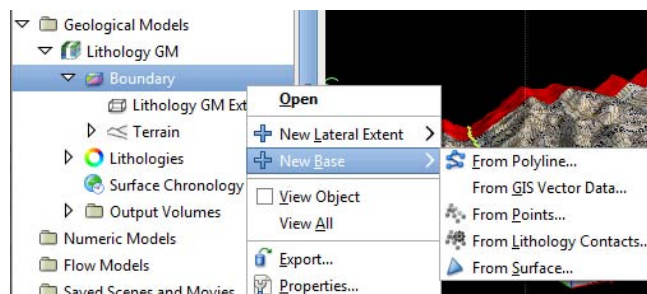 Geological Models
Lithology GM
Boundary
Lithology GM Ext
Terrain
Lithologies
Surface Chronology
Output Volumes
Numeric Models
Flow Models
Saved Scenes and Movies
Open
New Lateral Extent
New Base
View Object
View All
Export...
Properties...
From Polyline...
From GIS Vector Data...
From Points...
From Lithology Contacts...
From Surface...